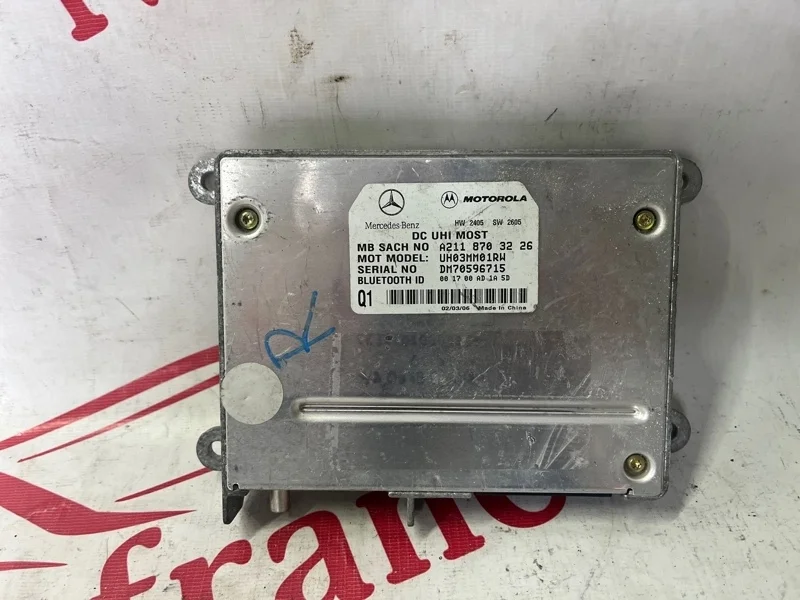 MOTOROLA
Mercedes-Benz
HW 2405 SW 2605
DC UHI MOST
MB SACH NO A211 870 32 26
MOT MODEL: UH03MM01RW
SERIAL NO DM70596715
BLUETOOTH ID 00 17 00 AD 1A 5D
Q1
02/03/06 Made in China
R
franc